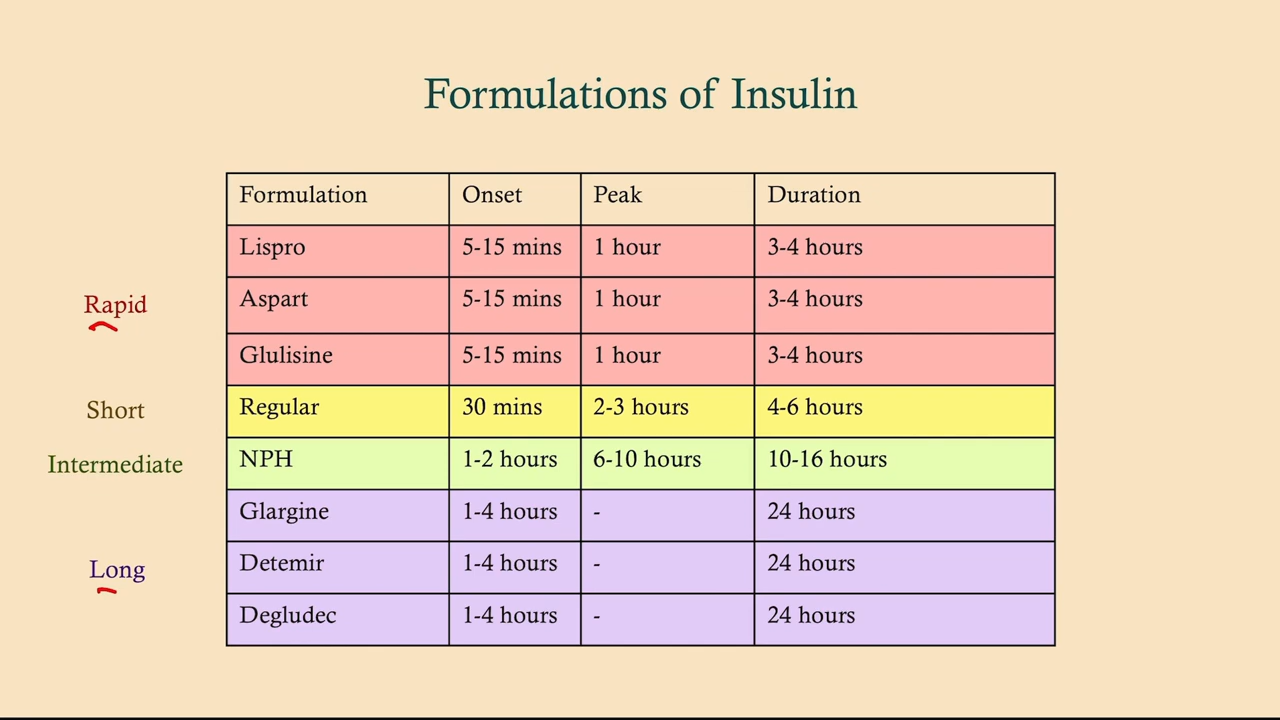 Formulations of Insulin
Formulation Onset Peak Duration
Lispro 5-15 mins 1 hour 3-4 hours
Rapid Aspart 5-15 mins 1 hour 3-4 hours
Glulisine 5-15 mins 1 hour 3-4 hours
Short Regular 30 mins 2-3 hours 4-6 hours
Intermediate NPH 1-2 hours 6-10 hours 10-16 hours
Glargine 1-4 hours - 24 hours
Long Detemir 1-4 hours - 24 hours
Degludec 1-4 hours - 24 hours